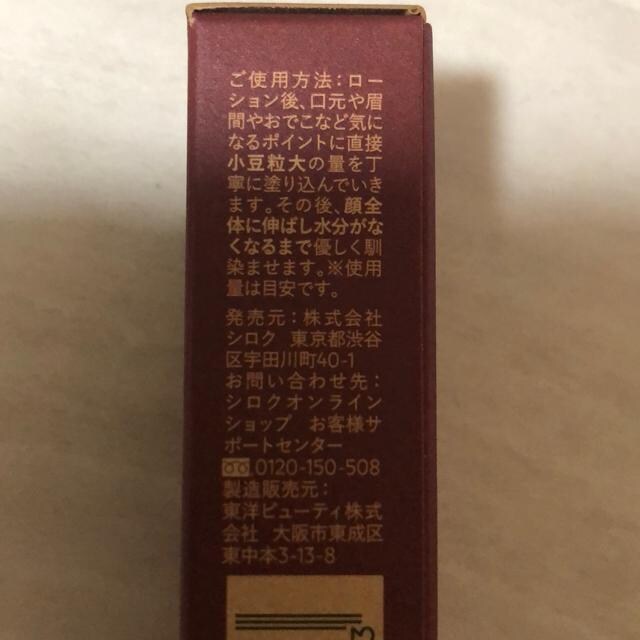 ご使用方法：ロー
ション後、口元や眉
間やおでこなど気に
なるポイントに直接
小豆粒大の量を丁
寧に塗り込んでいき
ます。その後、顔全
体に伸ばし水分がな
くなるまで優しく馴
染ませます。※使用
量は目安です。
発売元：株式会社
シロク 東京都渋谷
区宇田川町40-1
お問い合わせ先：
シロクオンライン
ショップ お客様サ
ポートセンター
0120-150-508
製造販売元：
東洋ビューティ株式
会社 大阪市東成区
東中本3-13-8
3